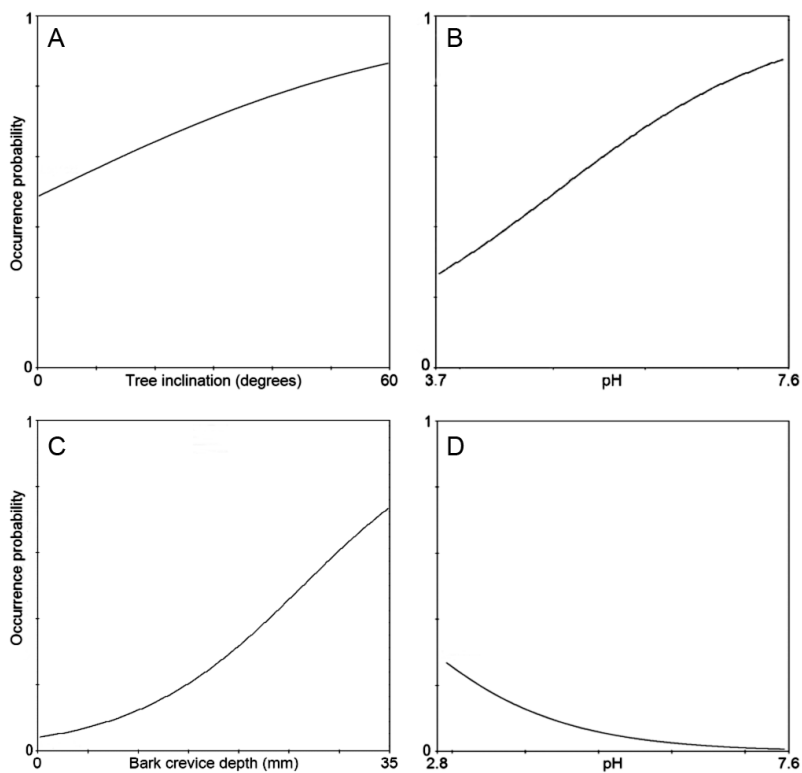 1
A
Occurrence probability
0
0
Tree inclination (degrees)
60
1
B
0
3.7
pH
7.6
1
C
Occurrence probability
0
0
Bark crevice depth (mm)
35
1
D
0
2.8
pH
7.6